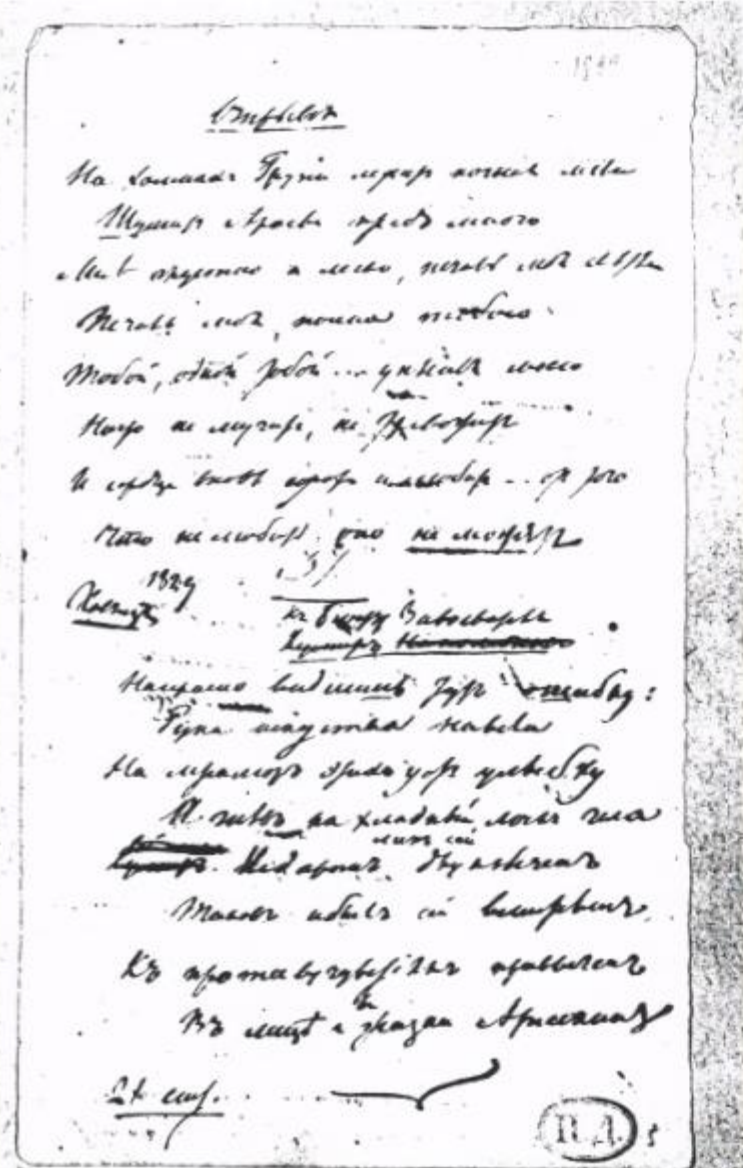 Отрывокъ
На холмахъ Грузіи лежитъ ночная мгла
Шумитъ Арагва предо мною
Мнѣ грустно и легко, печаль моя свѣтла
Печаль моя полна тобою
Тобой, одной тобой... унынья моего
Ничто не мучитъ, не тревожитъ
И сердце вновь горитъ и любитъ... отъ того
Что не любить оно не можетъ
1829
къ бюсту Завоевателя
Кумиръ
Напрасно видишь тутъ ошибку:
Рука искусства навела
На мраморъ этихъ устъ улыбку
И гнѣвъ на хладный лоскъ чела
Недаромъ ликъ сей двуязыченъ
Таковъ и былъ сей властелинъ
Къ противучувствіямъ привыченъ
Въ лицѣ и въ жизни Арлекинъ
П.Д. 5